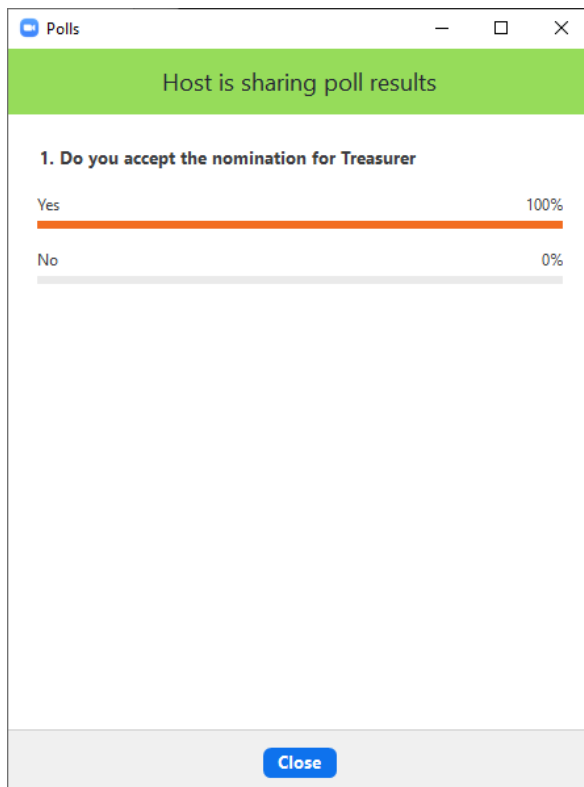 Polls
Host is sharing poll results
1. Do you accept the nomination for Treasurer
Yes 100%
No 0%
Close